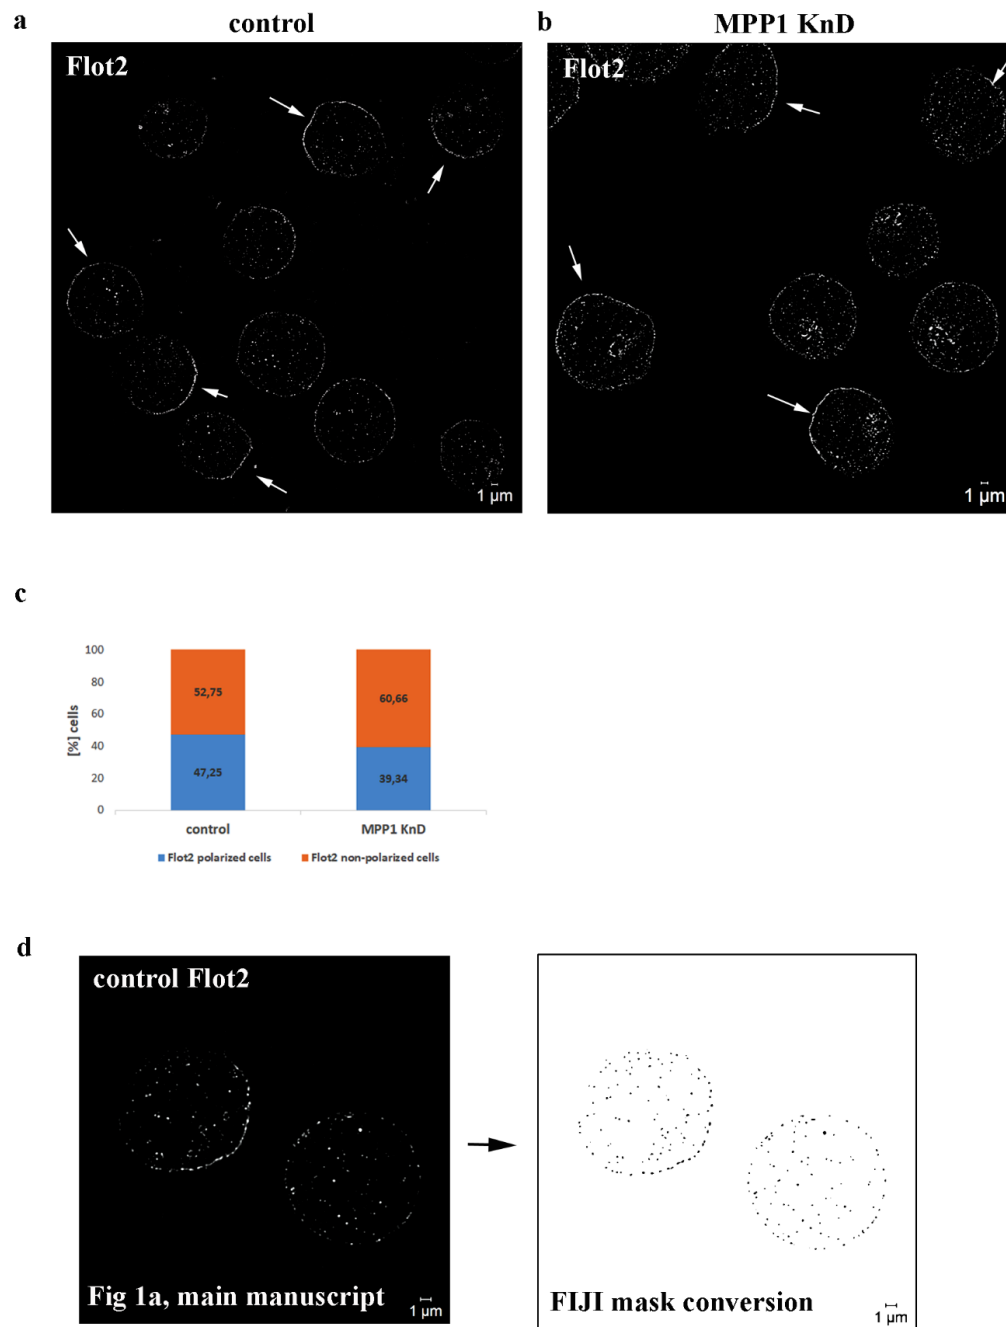 a
control
b
MPP1 KnD
Flot2
Flot2
1 µm
1 µm
c
100
80
60
40
20
0
[%] cells
52,75
47,25
60,66
39,34
control
MPP1 KnD
Flot2 polarized cells
Flot2 non-polarized cells
d
control Flot2
Fig 1a, main manuscript
1 µm
FIJI mask conversion
1 µm